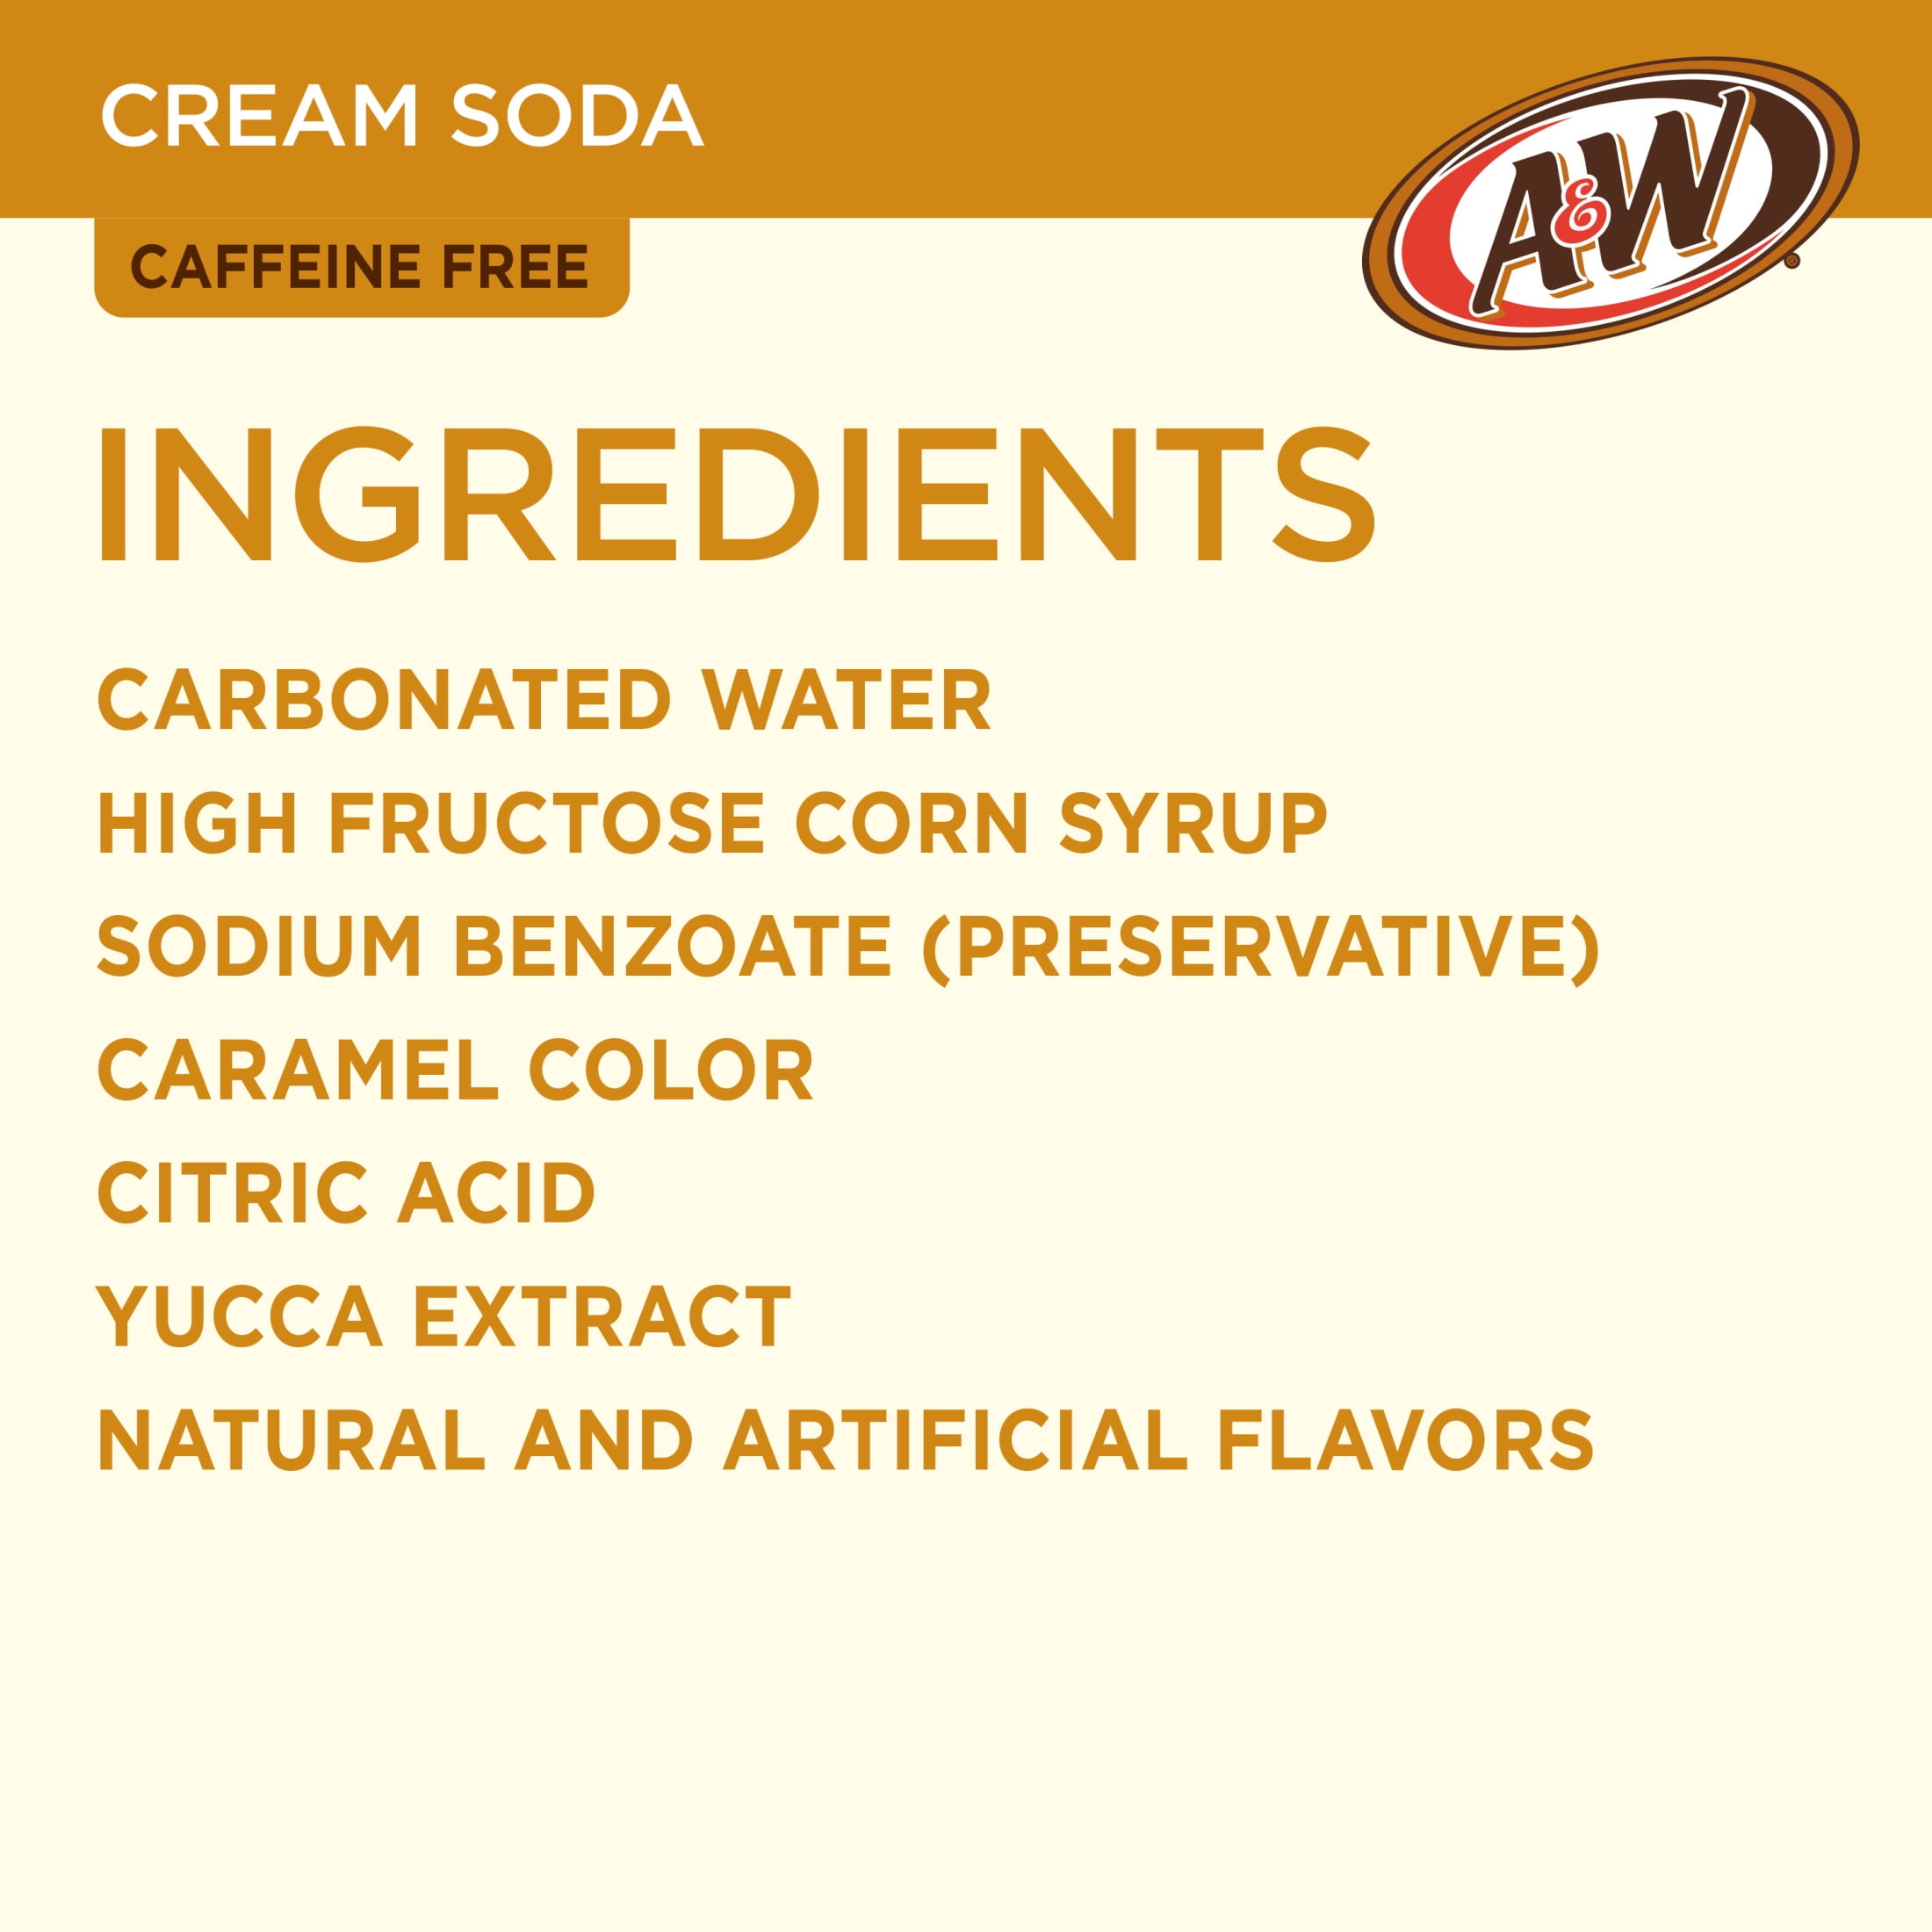 CREAM SODA
A&W
CAFFEINE FREE
INGREDIENTS
CARBONATED WATER
HIGH FRUCTOSE CORN SYRUP
SODIUM BENZOATE (PRESERVATIVE)
CARAMEL COLOR
CITRIC ACID
YUCCA EXTRACT
NATURAL AND ARTIFICIAL FLAVORS